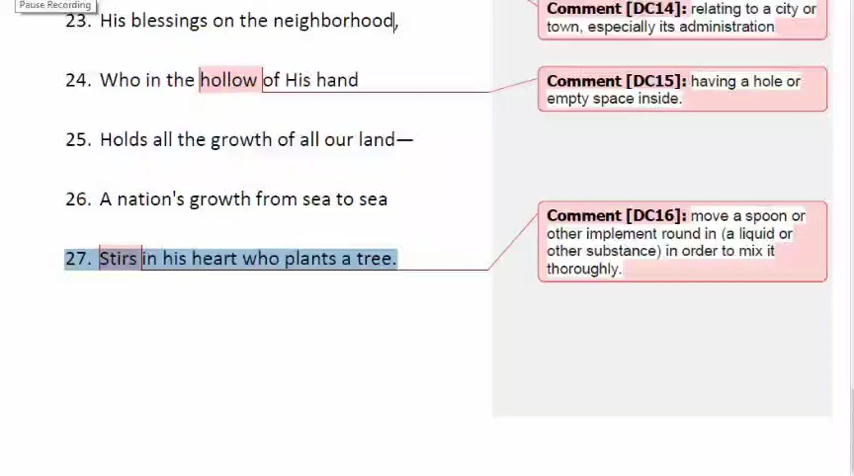 Pause Recording
23. His blessings on the neighborhood,
24. Who in the hollow of His hand
25. Holds all the growth of all our land—
26. A nation's growth from sea to sea
27. Stirs in his heart who plants a tree.
Comment [DC14]: relating to a city or
town, especially its administration
Comment [DC15]: having a hole or
empty space inside.
Comment [DC16]: move a spoon or
other implement round in (a liquid or
other substance) in order to mix it
thoroughly.